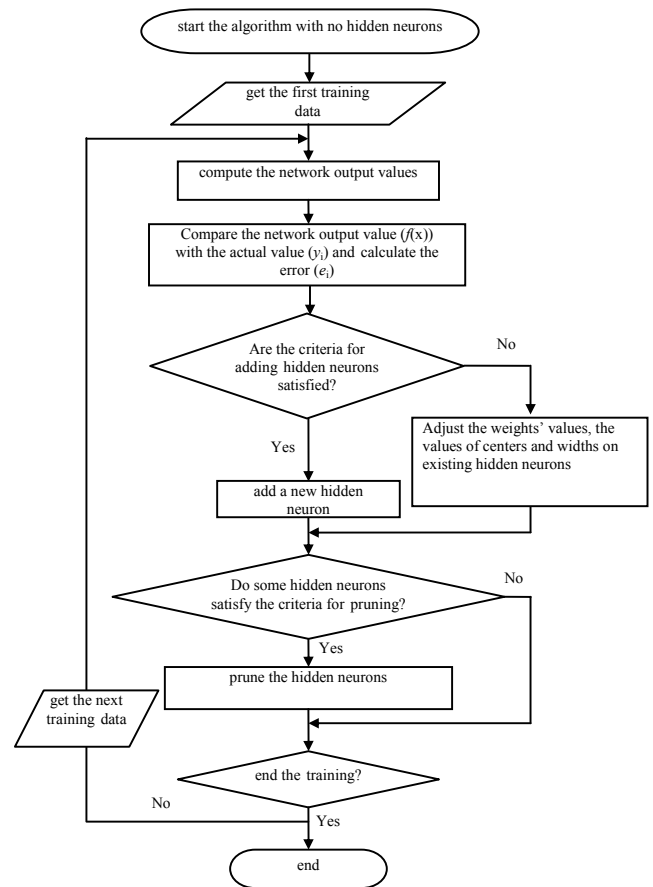 start the algorithm with no hidden neurons
get the first training
data
compute the network output values
Compare the network output value (f(x))
with the actual value (yi) and calculate the
error (ei)
Are the criteria for
adding hidden neurons
satisfied?
No
Yes
Adjust the weights’ values, the
values of centers and widths on
existing hidden neurons
add a new hidden
neuron
Do some hidden neurons
satisfy the criteria for pruning?
No
Yes
prune the hidden neurons
get the next
training data
end the training?
No
Yes
end